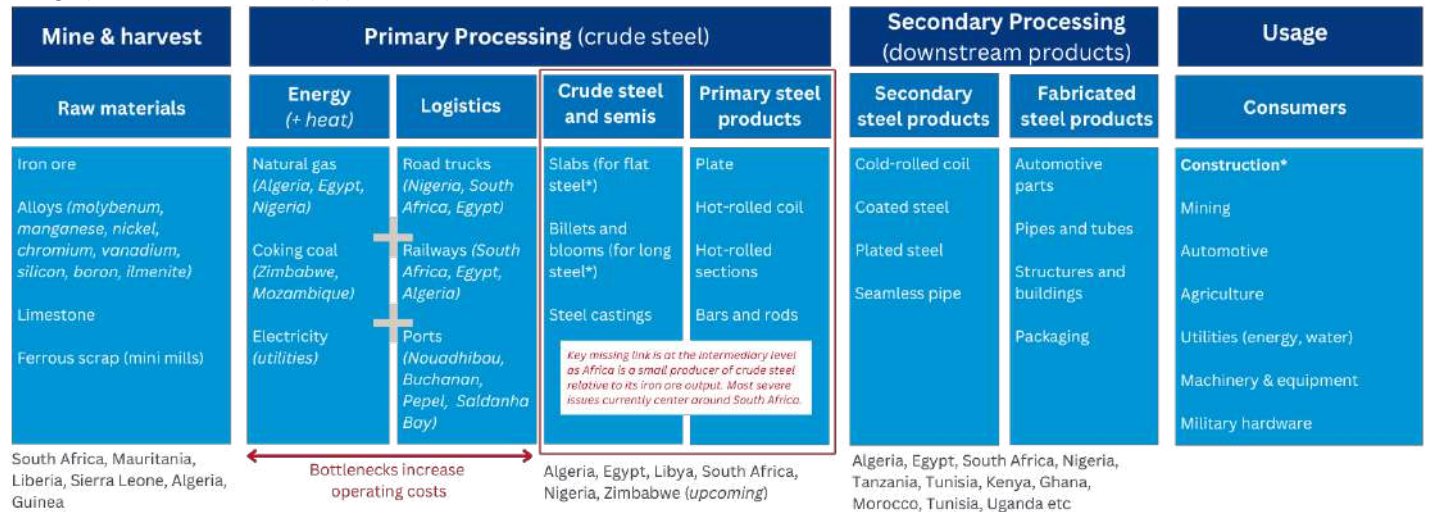 Mine & harvest
Primary Processing (crude steel)
Secondary Processing
(downstream products)
Usage
Raw materials
Energy
(+ heat)
Logistics
Crude steel
and semis
Primary steel
products
Secondary
steel products
Fabricated
steel products
Consumers
Iron ore
Alloys (molybenum,
manganese, nickel,
chromium, vanadium,
silicon, boron, ilmenite)
Limestone
Ferrous scrap (mini mills)
Natural gas
(Algeria, Egypt,
Nigeria)
Coking coal
(Zimbabwe,
Mozambique)
Electricity
(utilities)
Road trucks
(Nigeria, South
Africa, Egypt)
Railways (South
Africa, Egypt,
Algeria)
Ports
(Nouadhibou,
Buchanan,
Pepel, Saldanha
Bay)
Slabs (for flat
steel*)
Billets and
blooms (for long
steel*)
Steel castings
Plate
Hot-rolled coil
Hot-rolled
sections
Bars and rods
Key missing link is at the intermediary level
as Africa is a small producer of crude steel
relative to its iron ore output. Most severe
issues currently center around South Africa.
Cold-rolled coil
Coated steel
Plated steel
Seamless pipe
Automotive
parts
Pipes and tubes
Structures and
buildings
Packaging
Construction*
Mining
Automotive
Agriculture
Utilities (energy, water)
Machinery & equipment
Military hardware
South Africa, Mauritania,
Liberia, Sierra Leone, Algeria,
Guinea
Bottlenecks increase
operating costs
Algeria, Egypt, Libya, South Africa,
Nigeria, Zimbabwe (upcoming)
Algeria, Egypt, South Africa, Nigeria,
Tanzania, Tunisia, Kenya, Ghana,
Morocco, Tunisia, Uganda etc